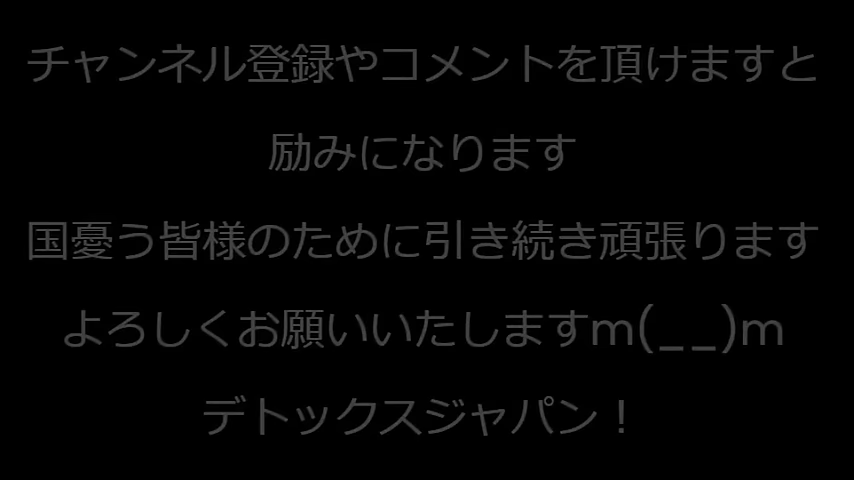 チャンネル登録やコメントを頂けますと
励みになります
国憂う皆様のために引き続き頑張ります
よろしくお願いいたしますm(__)m
デトックスジャパン！